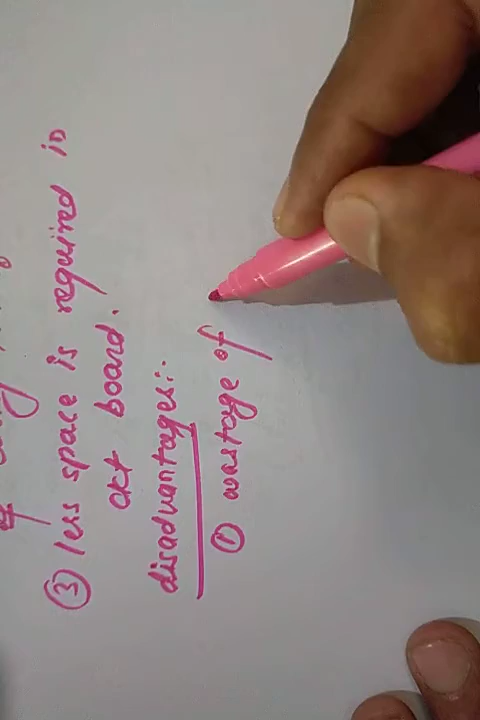 ③ less space is required in
ckt board.
disadvantages:-
① wastage of